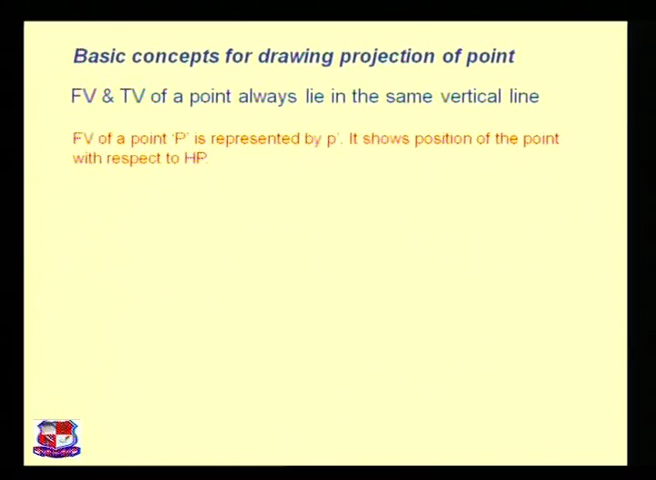 Basic concepts for drawing projection of point
FV & TV of a point always lie in the same vertical line
FV of a point ‘P’ is represented by p’. It shows position of the point
with respect to HP.